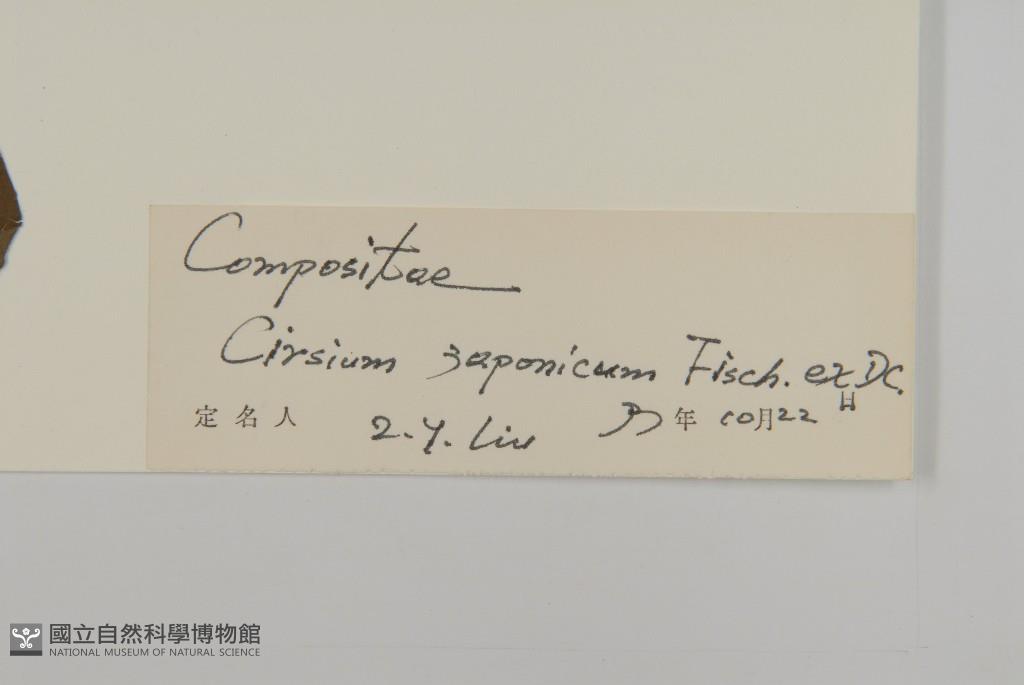 Compositae
Cirsium japonicum Fisch. ex DC.
定名人 Z. Y. Liu 年 10月22日
國立自然科學博物館
NATIONAL MUSEUM OF NATURAL SCIENCE